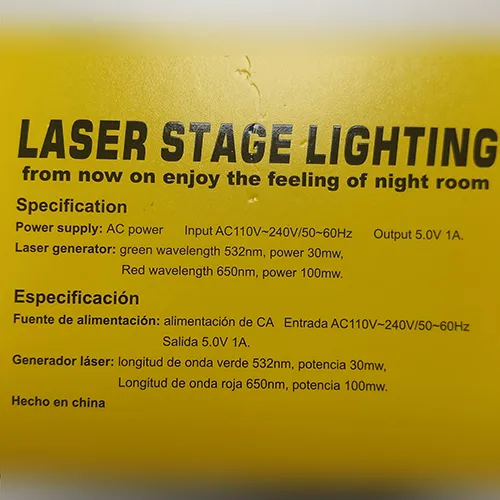 LASER STAGE LIGHTING
from now on enjoy the feeling of night room
Specification
Power supply: AC power Input AC110V~240V/50~60Hz Output 5.0V 1A.
Laser generator: green wavelength 532nm, power 30mw,
Red wavelength 650nm, power 100mw.
Especificación
Fuente de alimentación: alimentación de CA Entrada AC110V~240V/50~60Hz
Salida 5.0V 1A.
Generador láser: longitud de onda verde 532nm, potencia 30mw,
Longitud de onda roja 650nm, potencia 100mw.
Hecho en china